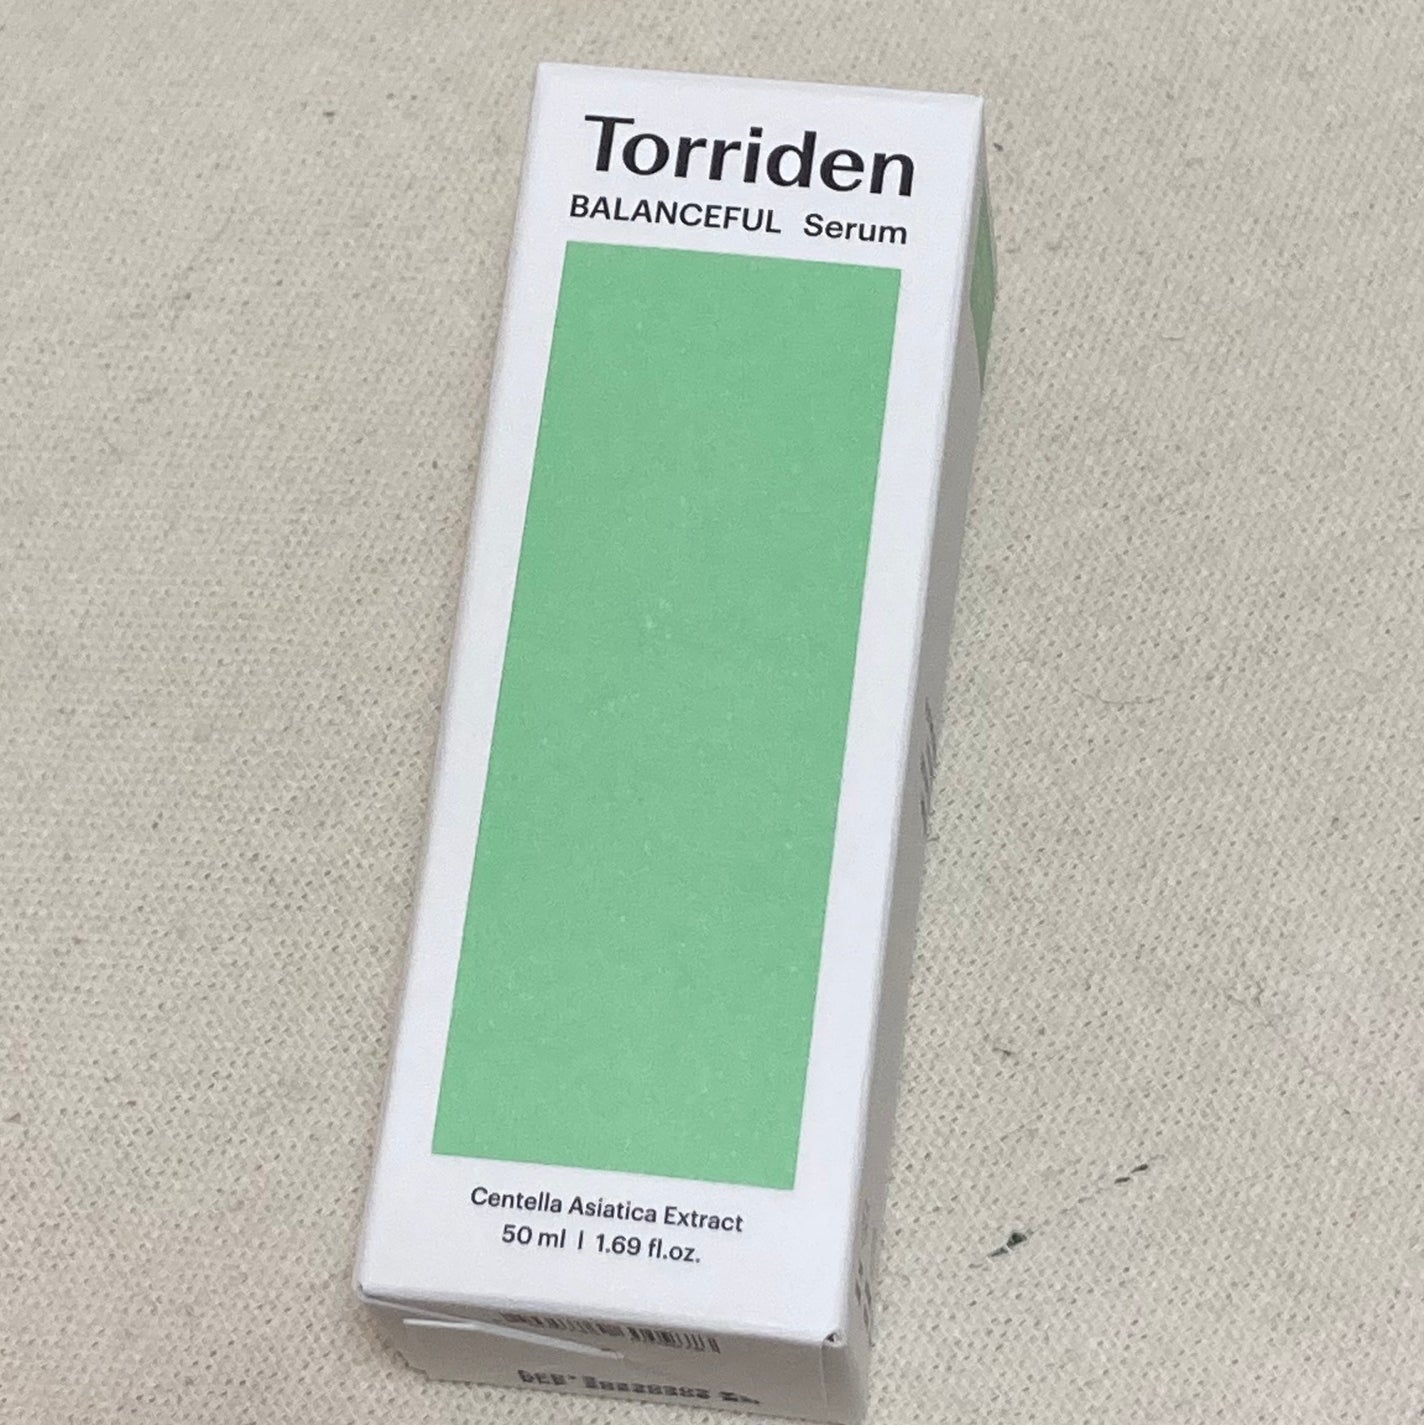 Torriden
BALANCEFUL Serum
Centella Asiatica Extract
50 ml | 1.69 fl.oz.